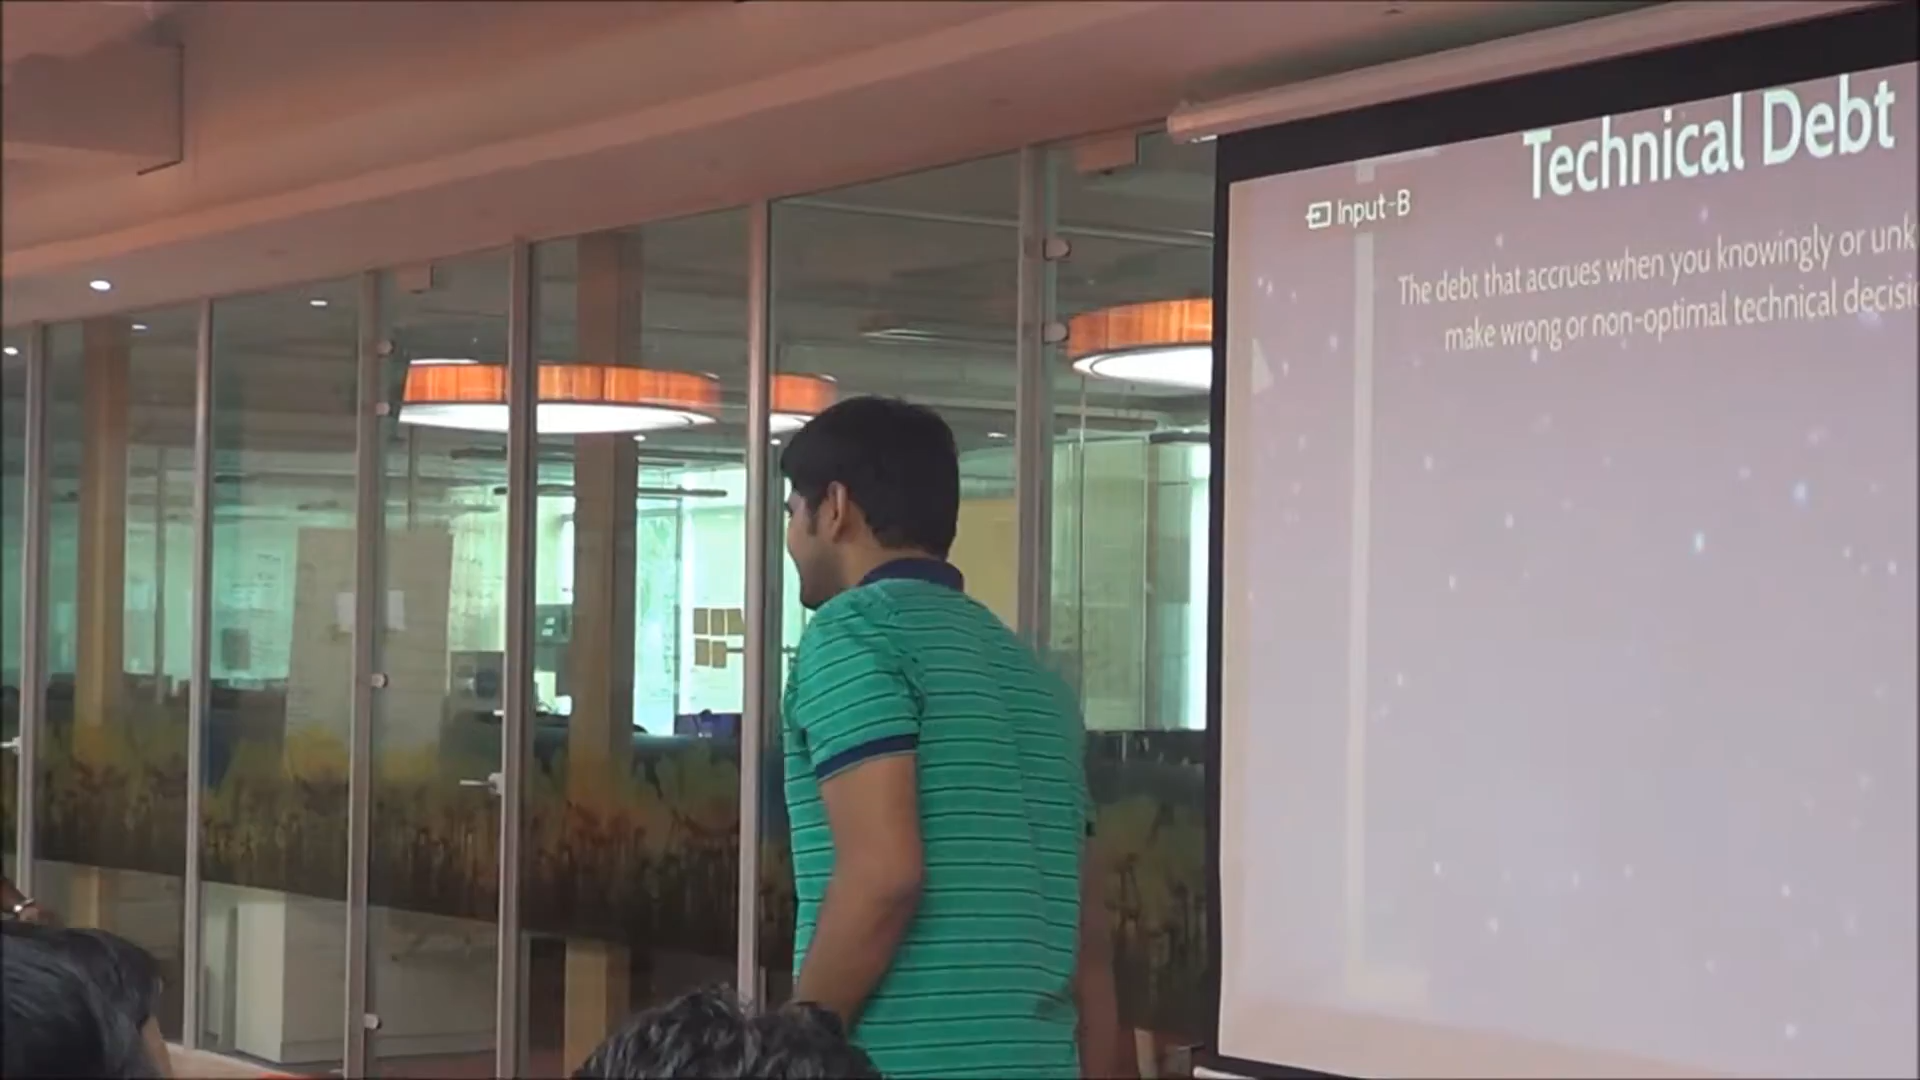 Technical Debt
Input-B
The debt that accrues when you knowingly or unk
make wrong or non-optimal technical decisi